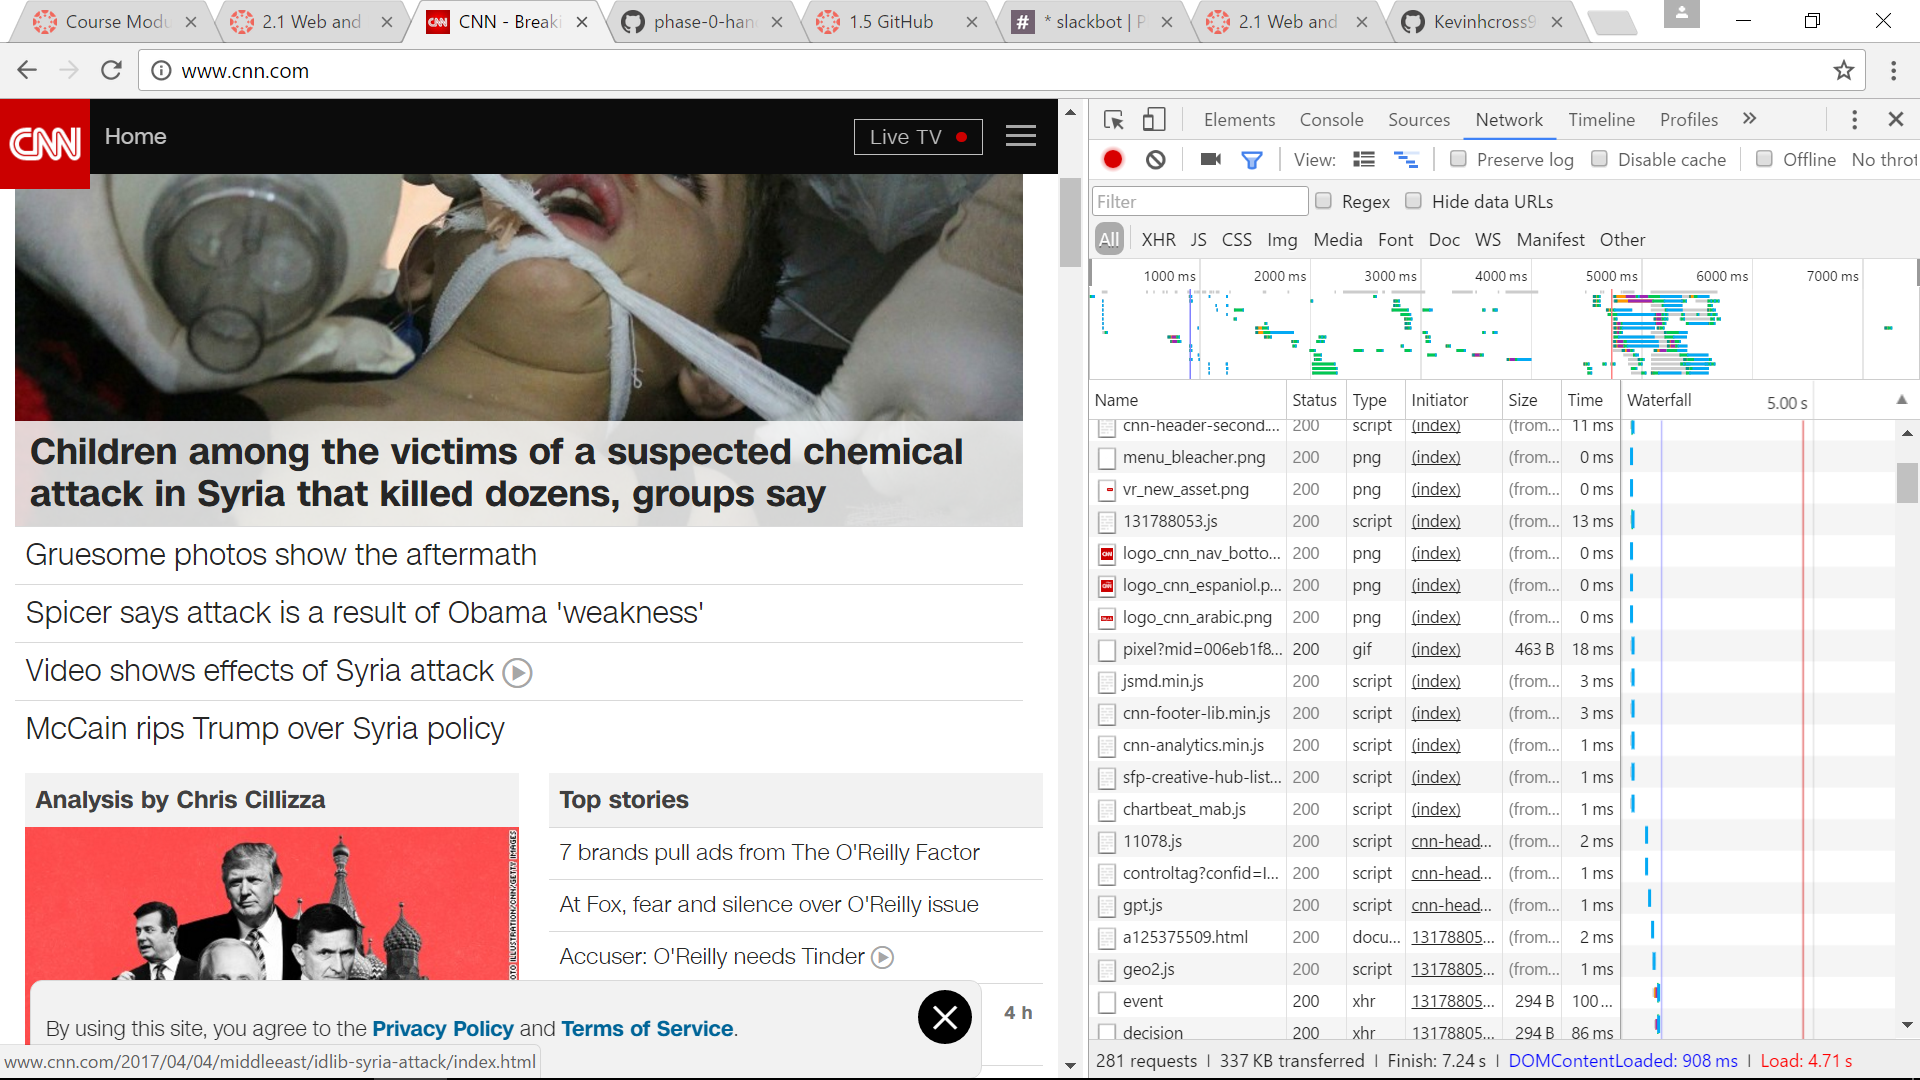 Course Modu
2.1 Web and
CNN - Breaki
phase-0-han
1.5 GitHub
* slackbot | P
2.1 Web and
Kevinhcross9
www.cnn.com
CNN
Home
Live TV
Children among the victims of a suspected chemical
attack in Syria that killed dozens, groups say
Gruesome photos show the aftermath
Spicer says attack is a result of Obama 'weakness'
Video shows effects of Syria attack
McCain rips Trump over Syria policy
Analysis by Chris Cillizza
Top stories
7 brands pull ads from The O'Reilly Factor
At Fox, fear and silence over O'Reilly issue
Accuser: O'Reilly needs Tinder
4 h
By using this site, you agree to the Privacy Policy and Terms of Service.
www.cnn.com/2017/04/04/middleeast/idlib-syria-attack/index.html
Elements Console Sources Network Timeline Profiles
View: Preserve log Disable cache Offline No throt
Filter Regex Hide data URLs
All XHR JS CSS Img Media Font Doc WS Manifest Other
1000 ms 2000 ms 3000 ms 4000 ms 5000 ms 6000 ms 7000 ms
Name Status Type Initiator Size Time Waterfall 5.00 s
cnn-header-second.... 200 script (index) (from... 11 ms
menu_bleacher.png 200 png (index) (from... 0 ms
vr_new_asset.png 200 png (index) (from... 0 ms
131788053.js 200 script (index) (from... 13 ms
logo_cnn_nav_botto... 200 png (index) (from... 0 ms
logo_cnn_espaniol.p... 200 png (index) (from... 0 ms
logo_cnn_arabic.png 200 png (index) (from... 0 ms
pixel?mid=006eb1f8... 200 gif (index) 463 B 18 ms
jsmd.min.js 200 script (index) (from... 3 ms
cnn-footer-lib.min.js 200 script (index) (from... 3 ms
cnn-analytics.min.js 200 script (index) (from... 1 ms
sfp-creative-hub-list... 200 script (index) (from... 1 ms
chartbeat_mab.js 200 script (index) (from... 1 ms
11078.js 200 script cnn-head... (from... 2 ms
controltag?confid=I... 200 script cnn-head... (from... 1 ms
gpt.js 200 script cnn-head... (from... 1 ms
a125375509.html 200 docu... 13178805... (from... 2 ms
geo2.js 200 script 13178805... (from... 1 ms
event 200 xhr 13178805... 294 B 100 ...
decision 200 xhr 13178805... 294 B 86 ms
281 requests | 337 KB transferred | Finish: 7.24 s | DOMContentLoaded: 908 ms | Load: 4.71 s